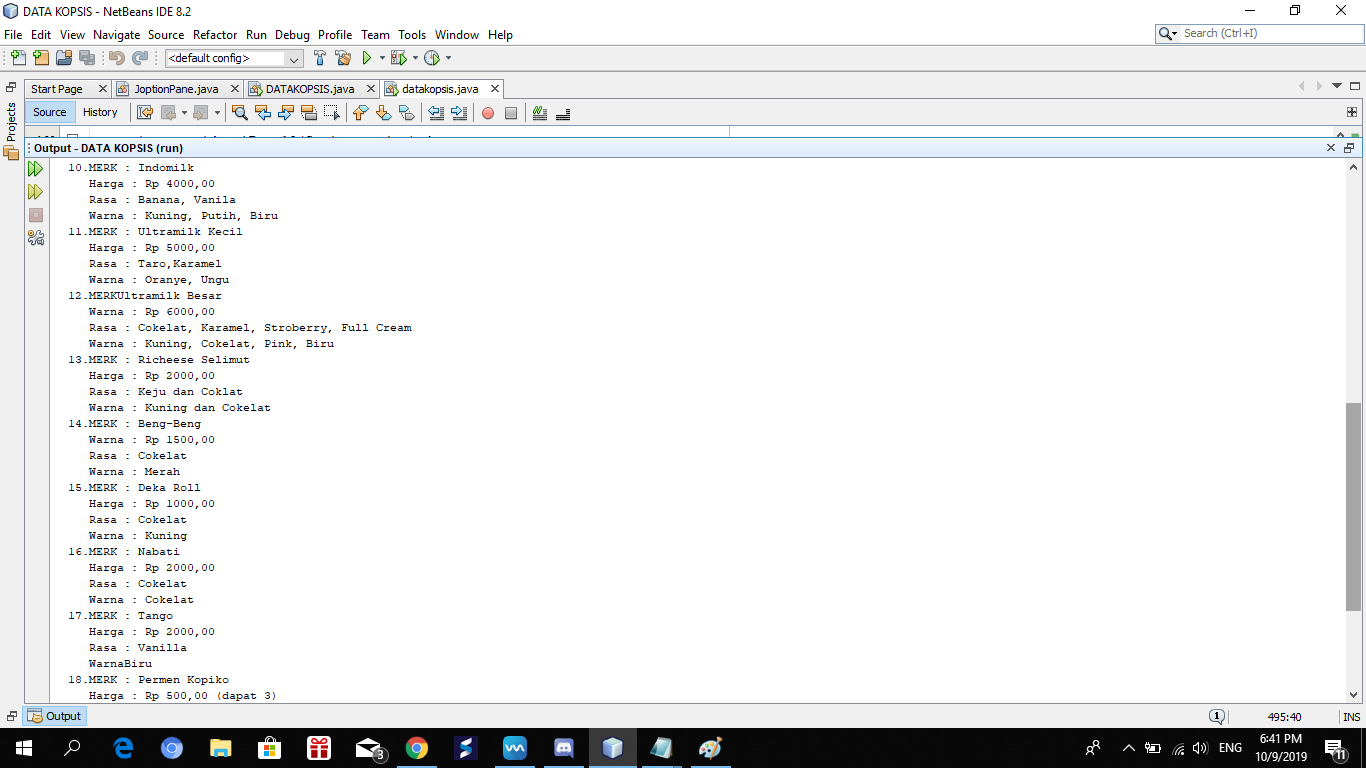 DATA KOPSIS - NetBeans IDE 8.2
File Edit View Navigate Source Refactor Run Debug Profile Team Tools Window Help
Search (Ctrl+I)
<default config>
Start Page JoptionPane.java DATAKOPSIS.java datakopsis.java
Projects
Source History
Output - DATA KOPSIS (run)
10.MERK : Indomilk
Harga : Rp 4000,00
Rasa : Banana, Vanila
Warna : Kuning, Putih, Biru
11.MERK : Ultramilk Kecil
Harga : Rp 5000,00
Rasa : Taro,Karamel
Warna : Oranye, Ungu
12.MERKUltramilk Besar
Warna : Rp 6000,00
Rasa : Cokelat, Karamel, Stroberry, Full Cream
Warna : Kuning, Cokelat, Pink, Biru
13.MERK : Richeese Selimut
Harga : Rp 2000,00
Rasa : Keju dan Coklat
Warna : Kuning dan Cokelat
14.MERK : Beng-Beng
Warna : Rp 1500,00
Rasa : Cokelat
Warna : Merah
15.MERK : Deka Roll
Harga : Rp 1000,00
Rasa : Cokelat
Warna : Kuning
16.MERK : Nabati
Harga : Rp 2000,00
Rasa : Cokelat
Warna : Cokelat
17.MERK : Tango
Harga : Rp 2000,00
Rasa : Vanilla
WarnaBiru
18.MERK : Permen Kopiko
Harga : Rp 500,00 (dapat 3)
Output
1 495:40 INS
3 ENG 6:41 PM
10/9/2019 11